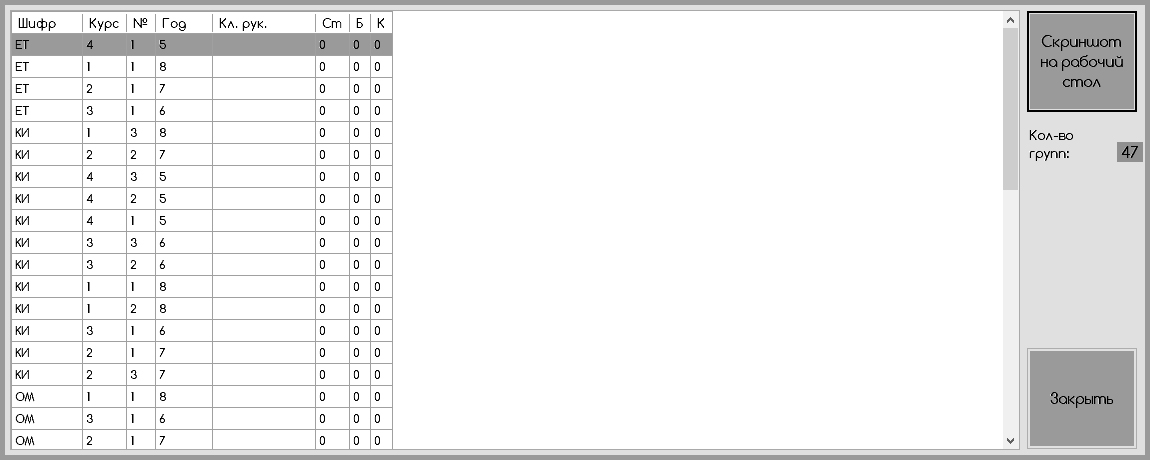 Шифр Курс № Год Кл. рук. Ст Б К
ЕТ 4 1 5 0 0 0
ЕТ 1 1 8 0 0 0
ЕТ 2 1 7 0 0 0
ЕТ 3 1 6 0 0 0
КИ 1 3 8 0 0 0
КИ 2 2 7 0 0 0
КИ 4 3 5 0 0 0
КИ 4 2 5 0 0 0
КИ 4 1 5 0 0 0
КИ 3 3 6 0 0 0
КИ 3 2 6 0 0 0
КИ 1 1 8 0 0 0
КИ 1 2 8 0 0 0
КИ 3 1 6 0 0 0
КИ 2 1 7 0 0 0
КИ 2 3 7 0 0 0
ОМ 1 1 8 0 0 0
ОМ 3 1 6 0 0 0
ОМ 2 1 7 0 0 0
Скриншот
на рабочий
стол
Кол-во
групп: 47
Закрыть